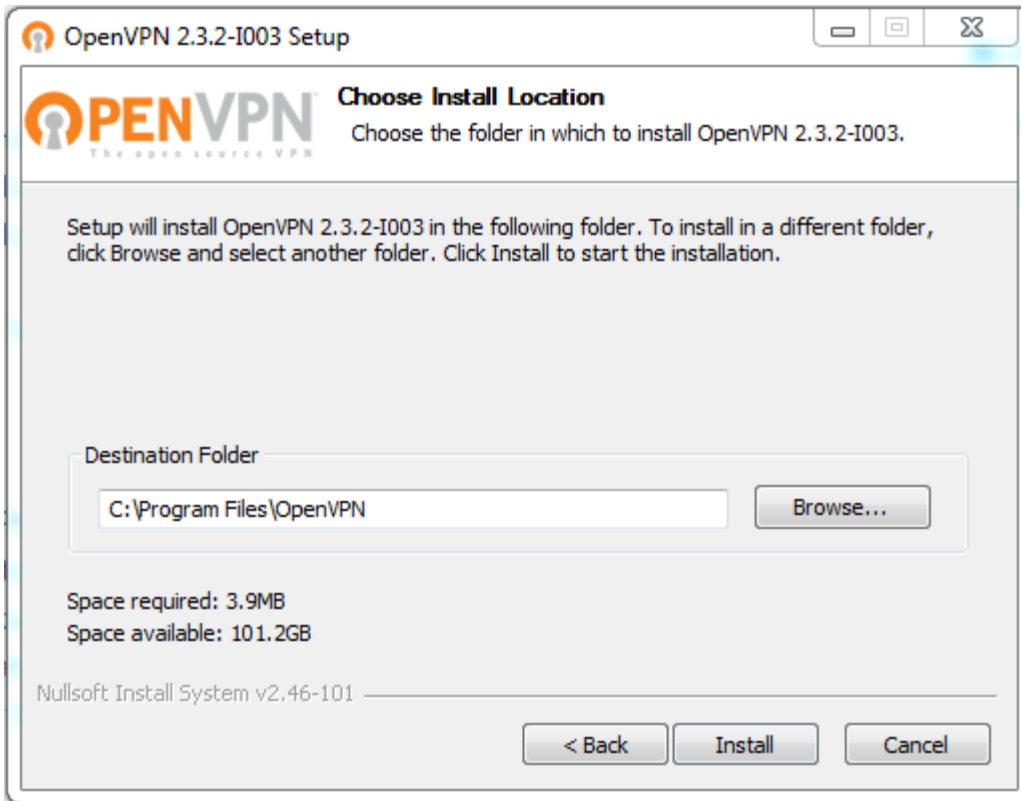 OpenVPN 2.3.2-I003 Setup
OPENVPN™
The open source VPN
Choose Install Location
Choose the folder in which to install OpenVPN 2.3.2-I003.
Setup will install OpenVPN 2.3.2-I003 in the following folder. To install in a different folder,
click Browse and select another folder. Click Install to start the installation.
Destination Folder
C:\Program Files\OpenVPN
Browse...
Space required: 3.9MB
Space available: 101.2GB
Nullsoft Install System v2.46-101
< Back
Install
Cancel